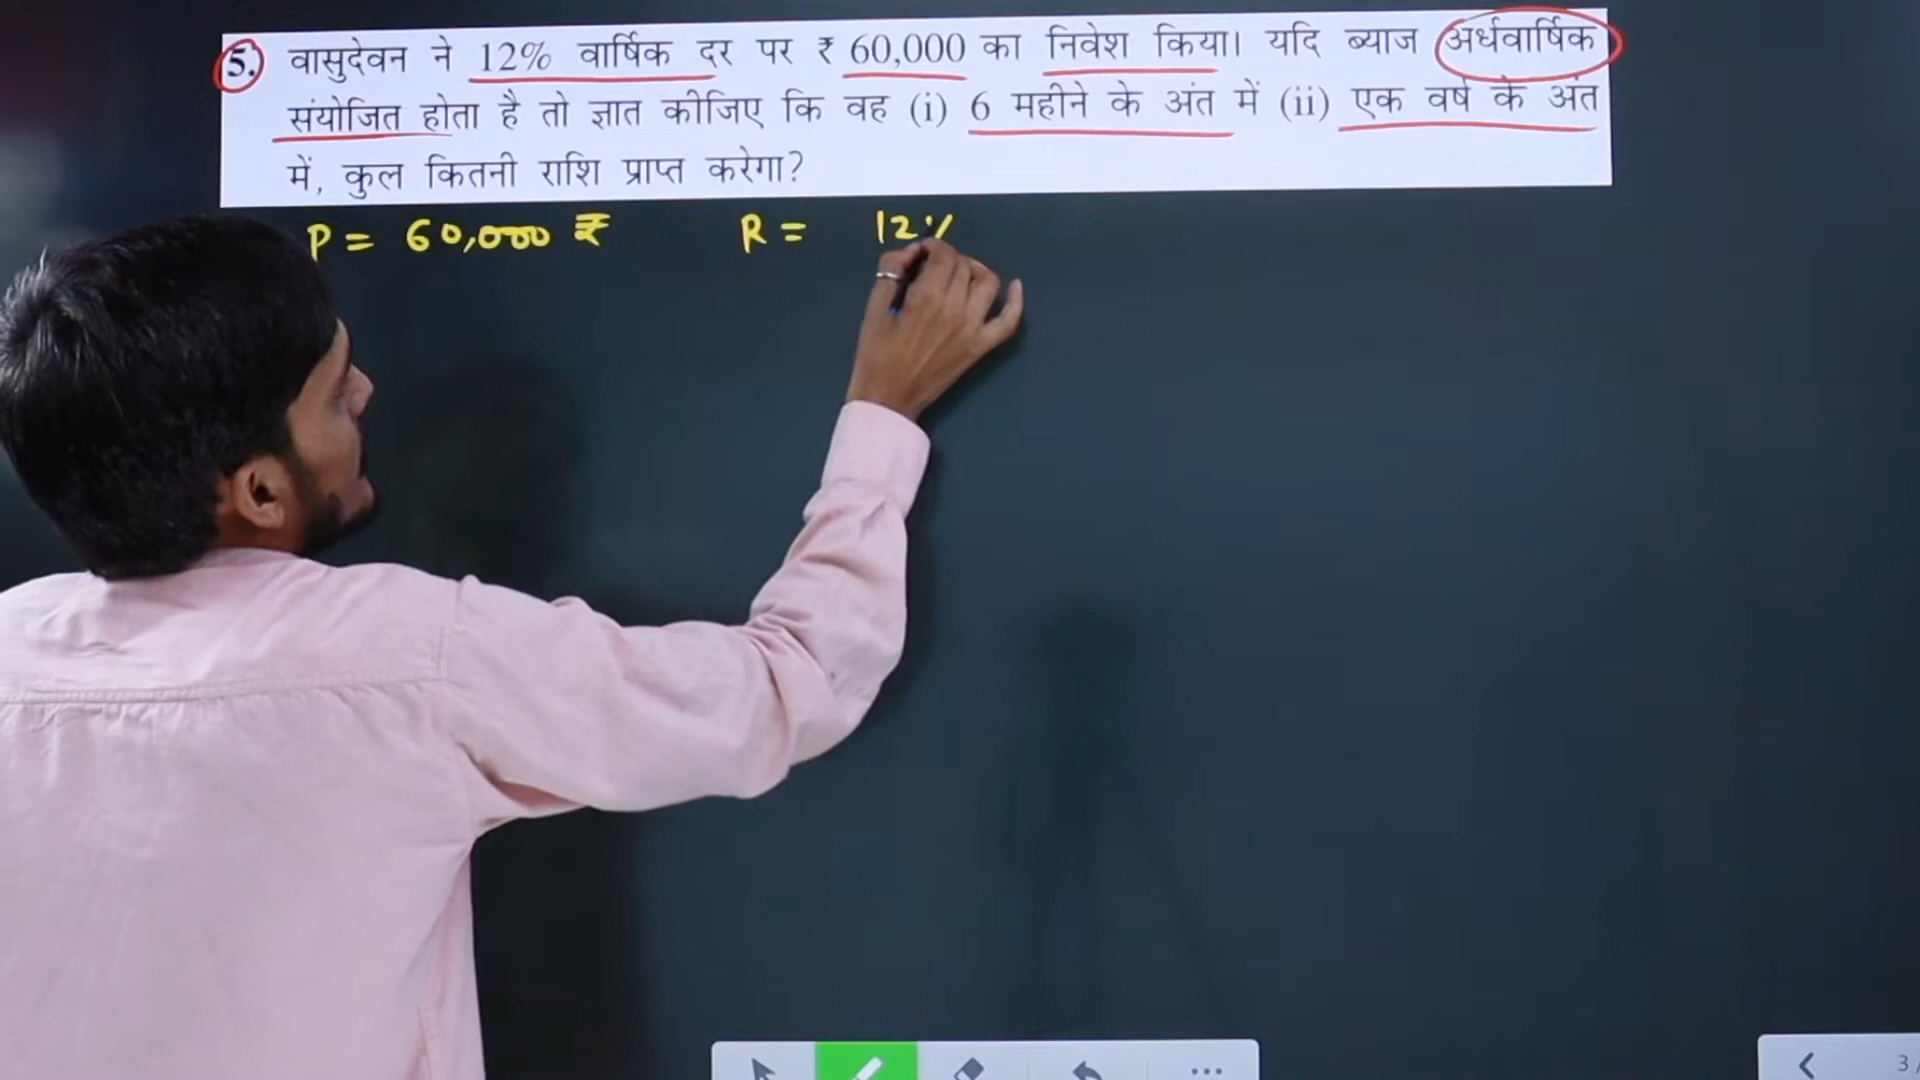 5. वासुदेवन ने 12% वार्षिक दर पर ₹ 60,000 का निवेश किया। यदि ब्याज अर्धवार्षिक
संयोजित होता है तो ज्ञात कीजिए कि वह (i) 6 महीने के अंत में (ii) एक वर्ष के अंत
में, कुल कितनी राशि प्राप्त करेगा?
P = 60,000 ₹ R = 12%
3/